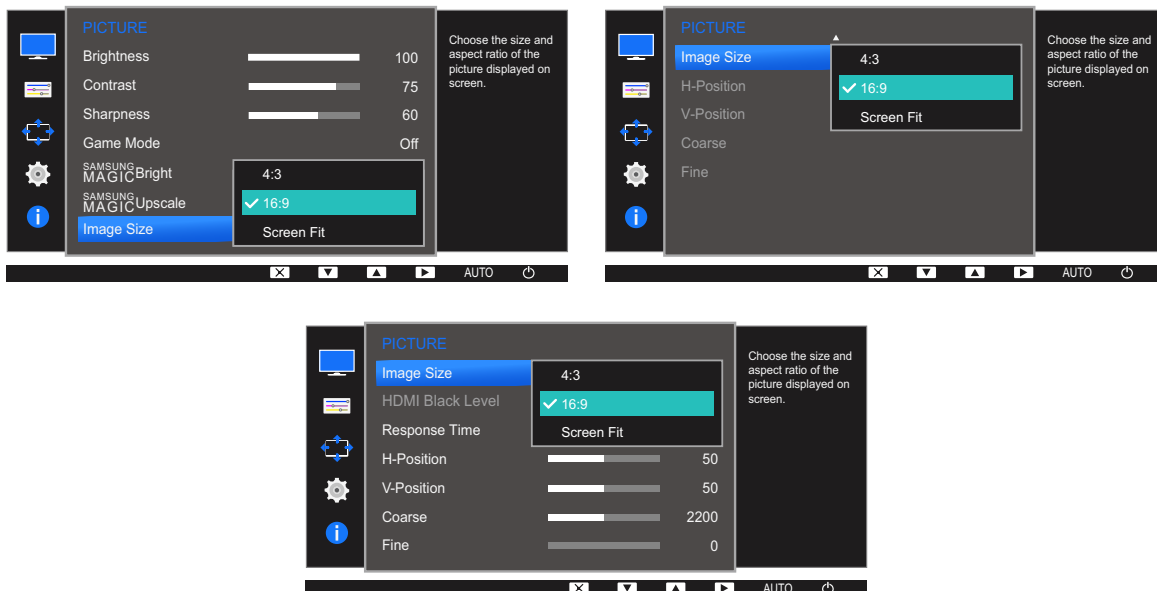 PICTURE
Brightness 100
Contrast 75
Sharpness 60
Game Mode Off
SAMSUNG
MAGICBright
SAMSUNG
MAGICUpscale
Image Size
4:3
16:9
Screen Fit
Choose the size and
aspect ratio of the
picture displayed on
screen.
AUTO
PICTURE
Image Size
H-Position
V-Position
Coarse
Fine
4:3
16:9
Screen Fit
Choose the size and
aspect ratio of the
picture displayed on
screen.
AUTO
PICTURE
Image Size
HDMI Black Level
Response Time
4:3
16:9
Screen Fit
H-Position 50
V-Position 50
Coarse 2200
Fine 0
Choose the size and
aspect ratio of the
picture displayed on
screen.
AUTO